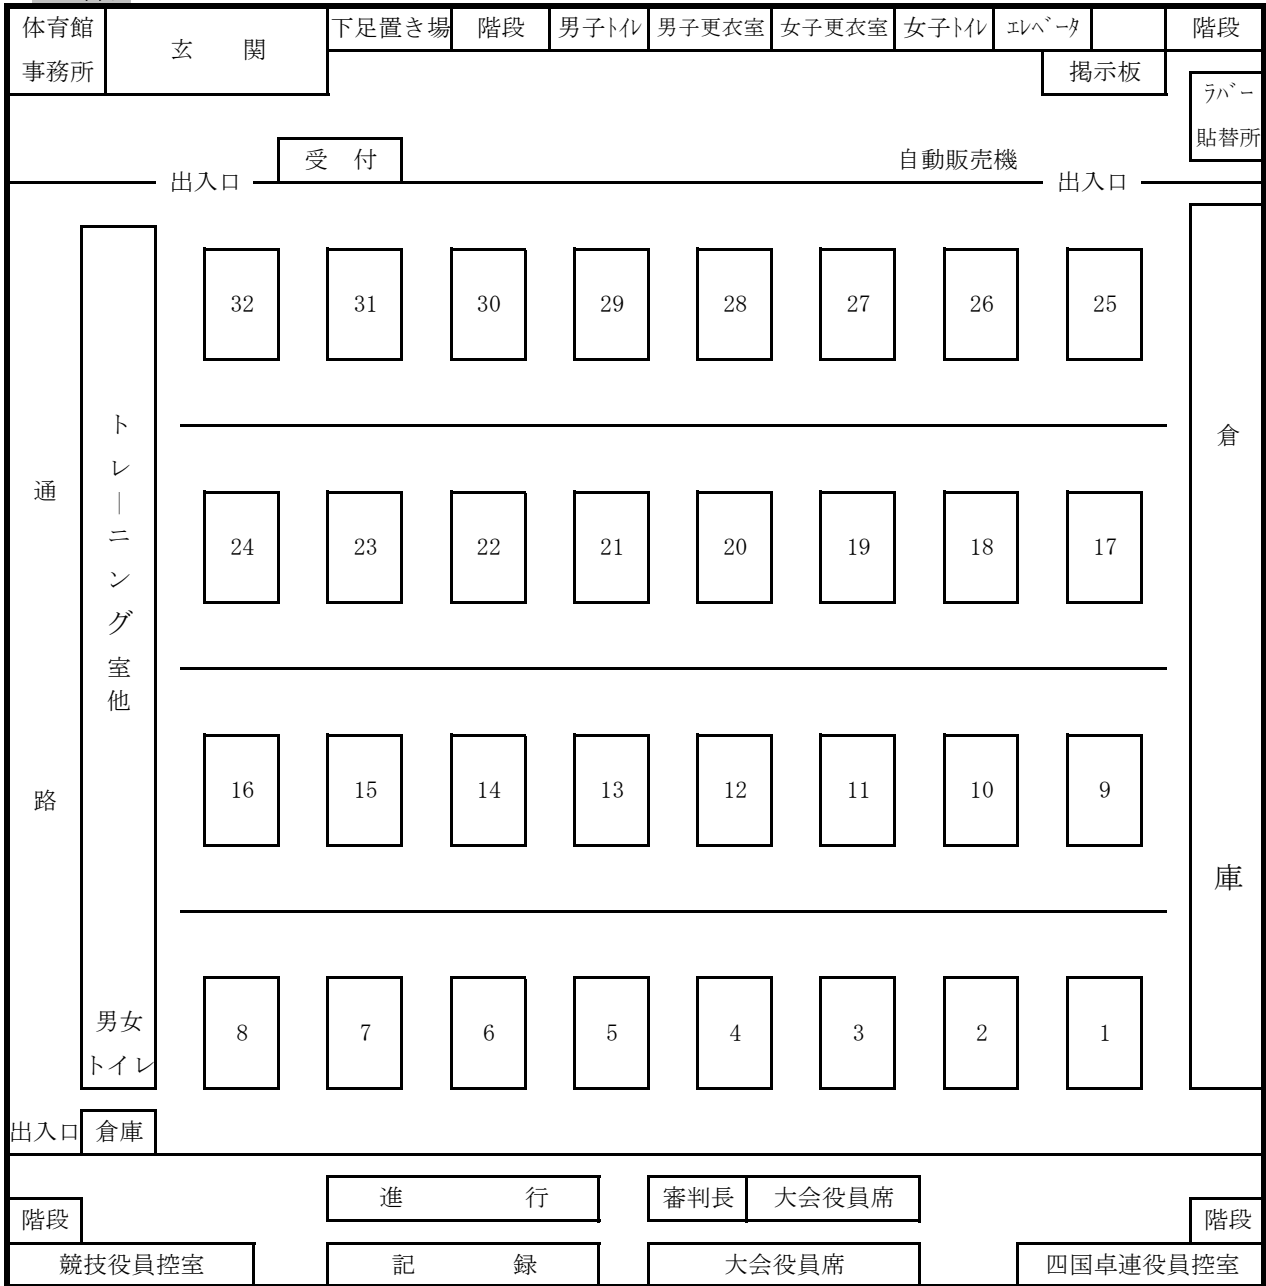 体育館
事務所
玄　　関
下足置き場
階段
男子ﾄｲﾚ
男子更衣室
女子更衣室
女子ﾄｲﾚ
ｴﾚﾍﾞｰﾀ
階段
掲示板
ﾗﾊﾞｰ
貼替所
受　付
自動販売機
出入口
出入口
32 31 30 29 28 27 26 25
トレーニング室他
通路
倉庫
24 23 22 21 20 19 18 17
16 15 14 13 12 11 10 9
男女
トイレ
8 7 6 5 4 3 2 1
出入口
倉庫
進　　　　　行
審判長
大会役員席
階段
階段
競技役員控室
記　　　　録
大会役員席
四国卓連役員控室